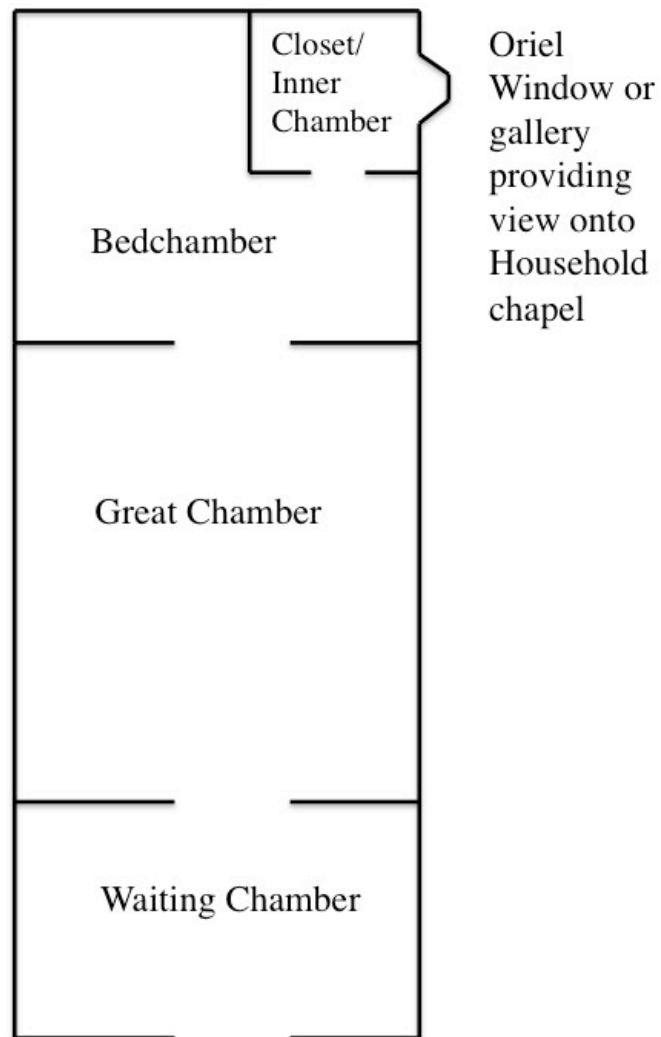 Closet/
Inner
Chamber
Oriel
Window or
gallery
providing
view onto
Household
chapel
Bedchamber
Great Chamber
Waiting Chamber